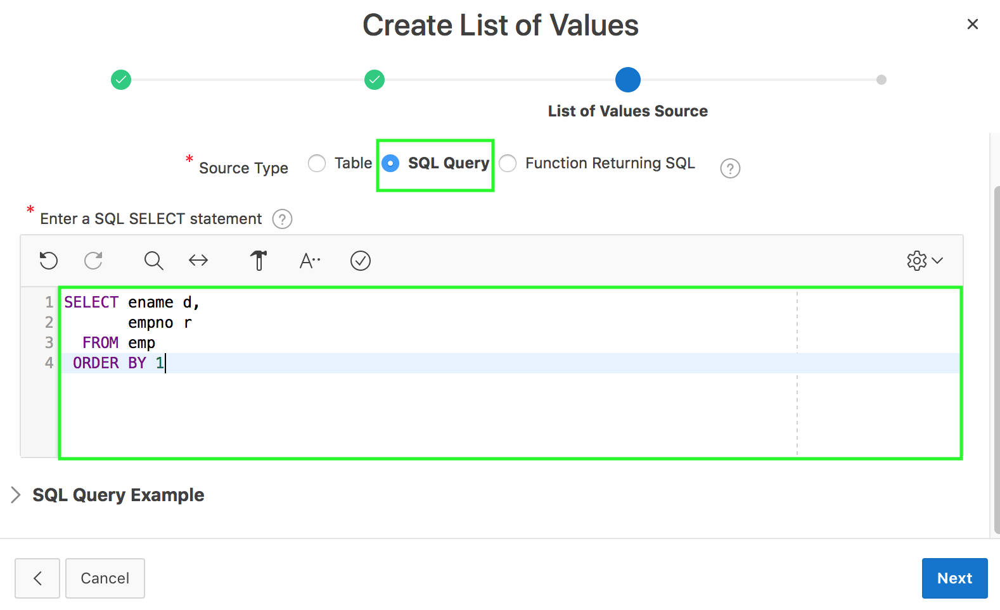 Create List of Values
List of Values Source
* Source Type Table SQL Query Function Returning SQL ?
* Enter a SQL SELECT statement ?
A··
1 SELECT ename d,
2 empno r
3 FROM emp
4 ORDER BY 1
SQL Query Example
Cancel Next